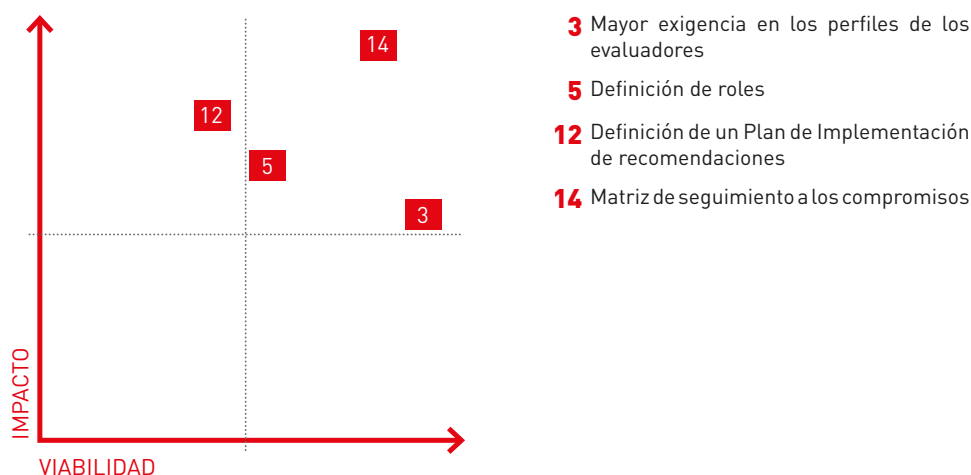 14
12
5
3
IMPACTO
VIABILIDAD
3 Mayor exigencia en los perfiles de los
evaluadores
5 Definición de roles
12 Definición de un Plan de Implementación
de recomendaciones
14 Matriz de seguimiento a los compromisos